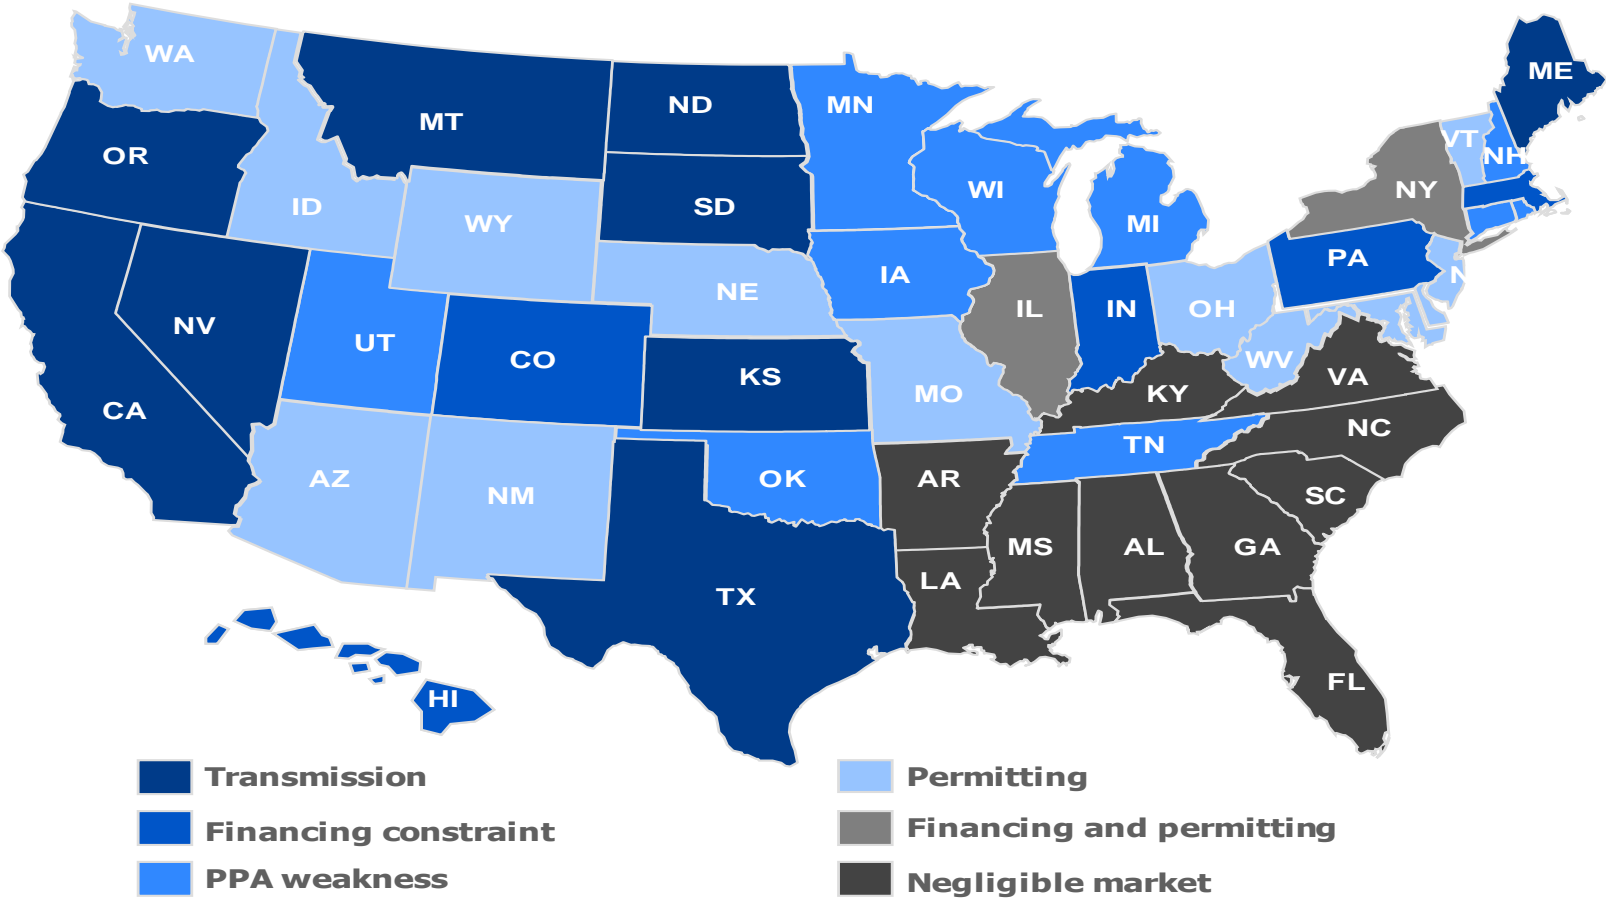 WA
MT
ND
MN
ME
OR
ID
WY
SD
WI
MI
VT
NH
NY
NV
UT
CO
NE
IA
IL
IN
OH
PA
N
CA
KS
MO
KY
WV
VA
AZ
NM
OK
AR
TN
NC
SC
TX
LA
MS
AL
GA
FL
HI
Transmission
Financing constraint
PPA weakness
Permitting
Financing and permitting
Negligible market